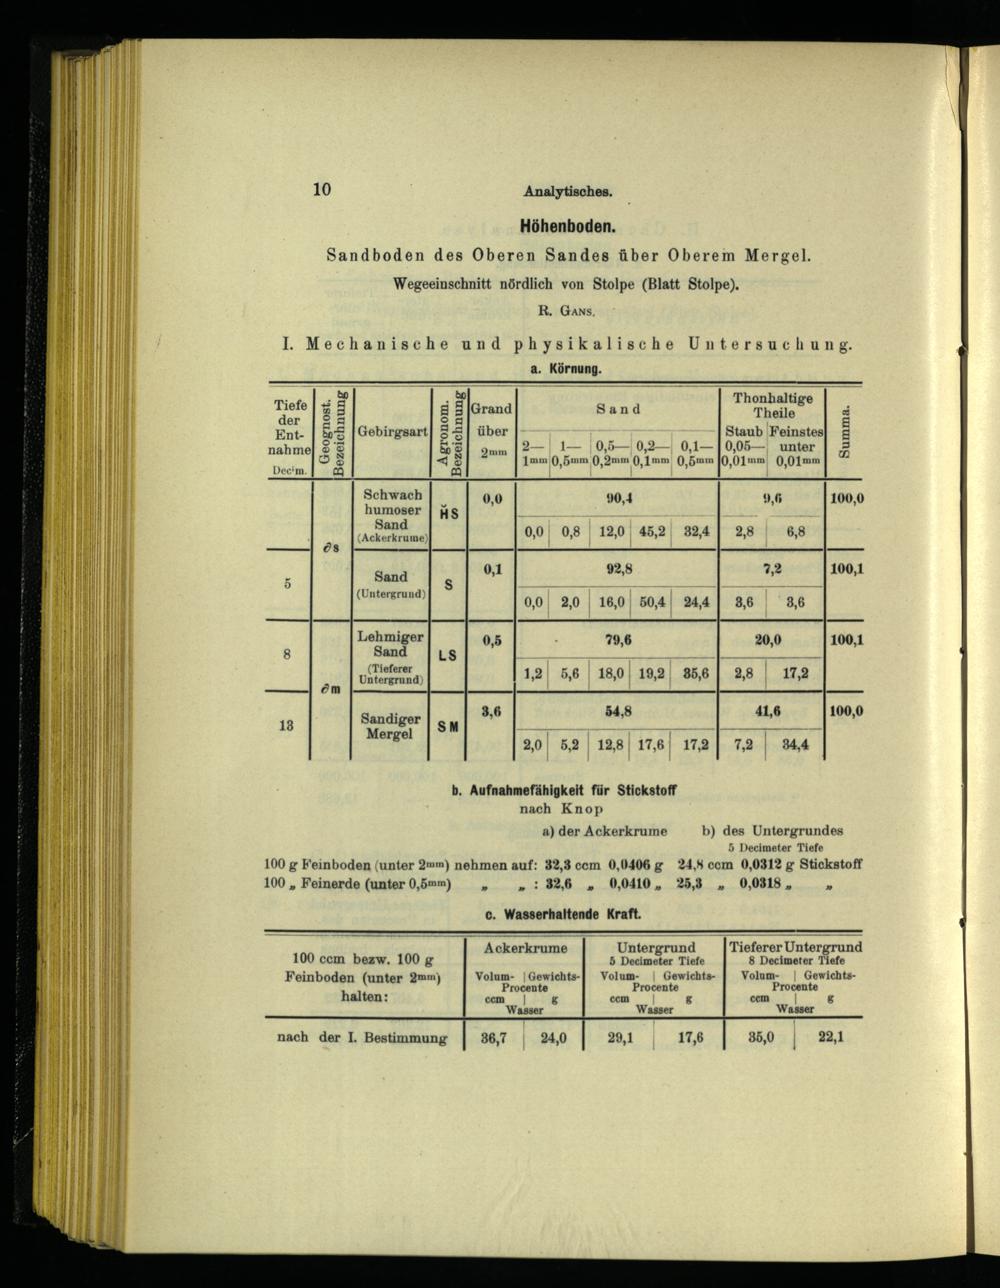 10 Analytisches.
Höhenboden.
Sandboden des Oberen Sandes über Oberem Mergel.
Wegeeinschnitt nördlich von Stolpe (Blatt Stolpe).
R. Gans.
I. Mechanische und physikalische Untersuchung.
a. Körnung.
Tiefe der Ent-nahme Decim. | Geognost. Bezeichnung | Gebirgsart | Agronom. Bezeichnung | Grand über 2mm | Sand | Thonhaltige Theile | Summa.
2—1mm | 1—0,5mm | 0,5—0,2mm | 0,2—0,1mm | 0,1—0,5mm | Staub 0,05—0,01mm | Feinstes unter 0,01mm
∂s | Schwach humoser Sand (Ackerkrume) | H̆S | 0,0 | 90,4 | 9,6 | 100,0
0,0 | 0,8 | 12,0 | 45,2 | 32,4 | 2,8 | 6,8
5 | Sand (Untergrund) | S | 0,1 | 92,8 | 7,2 | 100,1
0,0 | 2,0 | 16,0 | 50,4 | 24,4 | 3,6 | 3,6
8 | ∂m | Lehmiger Sand (Tieferer Untergrund) | LS | 0,5 | 79,6 | 20,0 | 100,1
1,2 | 5,6 | 18,0 | 19,2 | 35,6 | 2,8 | 17,2
13 | Sandiger Mergel | SM | 3,6 | 54,8 | 41,6 | 100,0
2,0 | 5,2 | 12,8 | 17,6 | 17,2 | 7,2 | 34,4
b. Aufnahmefähigkeit für Stickstoff
nach Knop
a) der Ackerkrume b) des Untergrundes
5 Decimeter Tiefe
100 g Feinboden (unter 2mm) nehmen auf: 32,3 ccm 0,0406 g 24,8 ccm 0,0312 g Stickstoff
100 „ Feinerde (unter 0,5mm) „ „ : 32,6 „ 0,0410 „ 25,3 „ 0,0318 „ „
c. Wasserhaltende Kraft.
100 ccm bezw. 100 g Feinboden (unter 2mm) halten: | Ackerkrume | Untergrund 5 Decimeter Tiefe | Tieferer Untergrund 8 Decimeter Tiefe
Volum- | Gewichts- | Volum- | Gewichts- | Volum- | Gewichts-
Procente | Procente | Procente
ccm | g | ccm | g | ccm | g
Wasser | Wasser | Wasser
nach der I. Bestimmung | 36,7 | 24,0 | 29,1 | 17,6 | 35,0 | 22,1